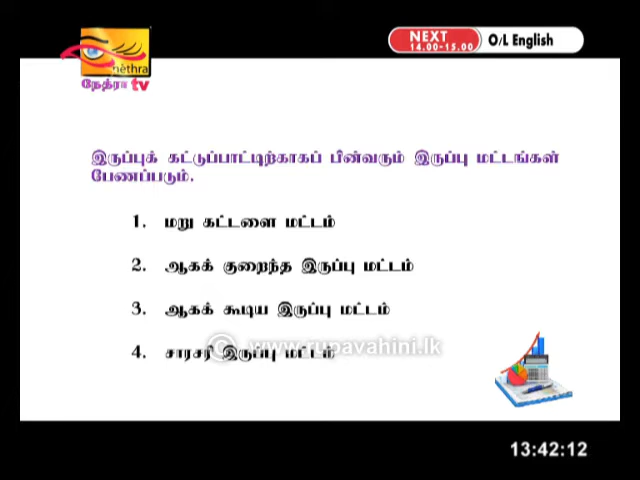 NEXT
14.00-15.00
O/L English
nethra
நேத்ரா tv
இருப்புக் கட்டுப்பாட்டிற்காகப் பின்வரும் இருப்பு மட்டங்கள்
பேணப்படும்.
1. மறு கட்டளை மட்டம்
2. ஆகக் குறைந்த இருப்பு மட்டம்
3. ஆகக் கூடிய இருப்பு மட்டம்
© www.rupavahini.lk
4. சாரசரி இருப்பு மட்டம்
13:42:12